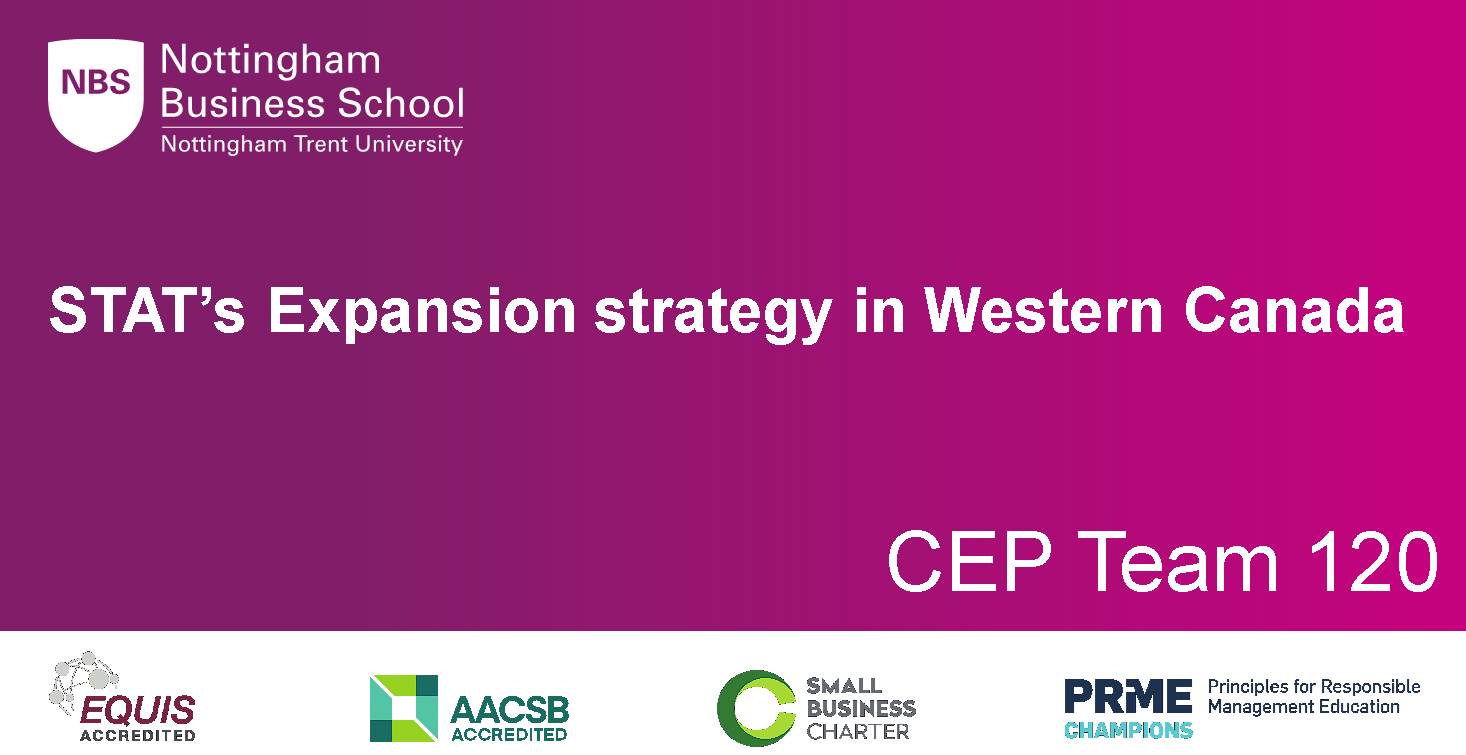 NBS
Nottingham
Business School
Nottingham Trent University
STAT’s Expansion strategy in Western Canada
CEP Team 120
EQUIS
ACCREDITED
AACSB
ACCREDITED
SMALL
BUSINESS
CHARTER
PRiME
CHAMPIONS
Principles for Responsible
Management Education